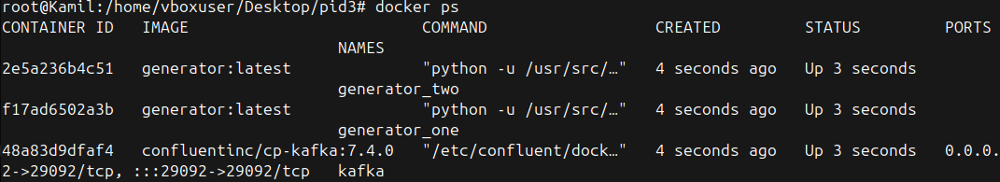 root@Kamil:/home/vboxuser/Desktop/pid3# docker ps
CONTAINER ID   IMAGE                             COMMAND                  CREATED         STATUS         PORTS
                                    NAMES
2e5a236b4c51   generator:latest                  "python -u /usr/src/…"   4 seconds ago   Up 3 seconds
                                    generator_two
f17ad6502a3b   generator:latest                  "python -u /usr/src/…"   4 seconds ago   Up 3 seconds
                                    generator_one
48a83d9dfaf4   confluentinc/cp-kafka:7.4.0   "/etc/confluent/dock…"   4 seconds ago   Up 3 seconds   0.0.0.
2->29092/tcp, :::29092->29092/tcp   kafka